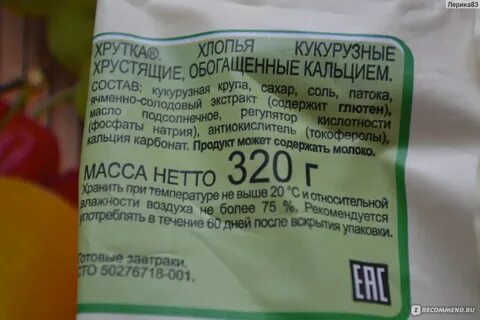 Лерика83
ХРУТКА®. ХЛОПЬЯ КУКУРУЗНЫЕ
ХРУСТЯЩИЕ, ОБОГАЩЕННЫЕ КАЛЬЦИЕМ.
СОСТАВ: кукурузная крупа, сахар, соль, патока,
ячменно-солодовый экстракт (содержит глютен),
масло подсолнечное, регулятор кислотности
(фосфаты натрия), антиокислитель (токоферолы),
кальция карбонат. Продукт может содержать молоко.
МАССА НЕТТО 320 г
Хранить при температуре не выше 20 °С и относительной
влажности воздуха не более 75 %. Рекомендуется
употреблять в течение 60 дней после вскрытия упаковки.
Готовые завтраки.
СТО 50276718-001.
EAC
RECOMMEND.RU